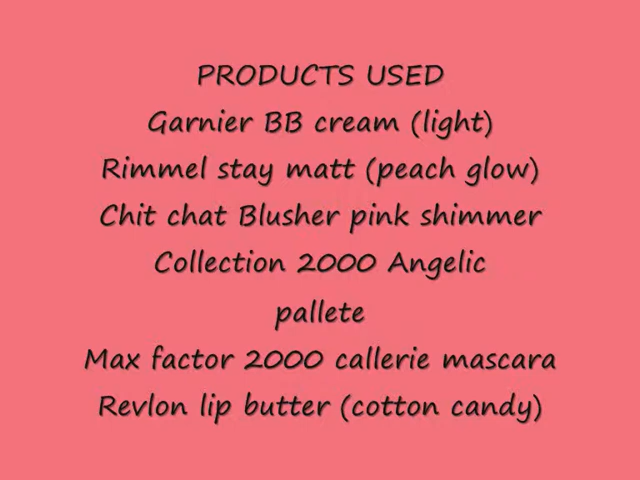 PRODUCTS USED
Garnier BB cream (light)
Rimmel stay matt (peach glow)
Chit chat Blusher pink shimmer
Collection 2000 Angelic
pallete
Max factor 2000 callerie mascara
Revlon lip butter (cotton candy)